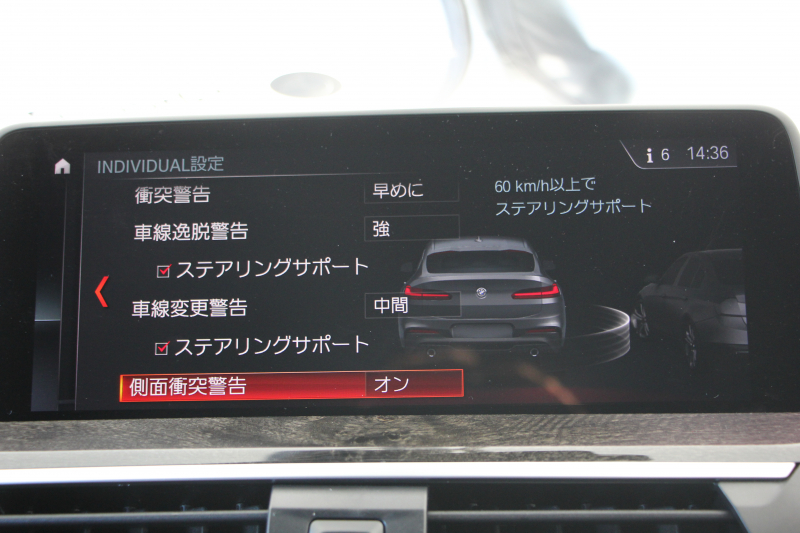 INDIVIDUAL設定
i 6 14:36
衝突警告 早めに
60 km/h以上で
ステアリングサポート
車線逸脱警告 強
ステアリングサポート
車線変更警告 中間
ステアリングサポート
側面衝突警告 オン